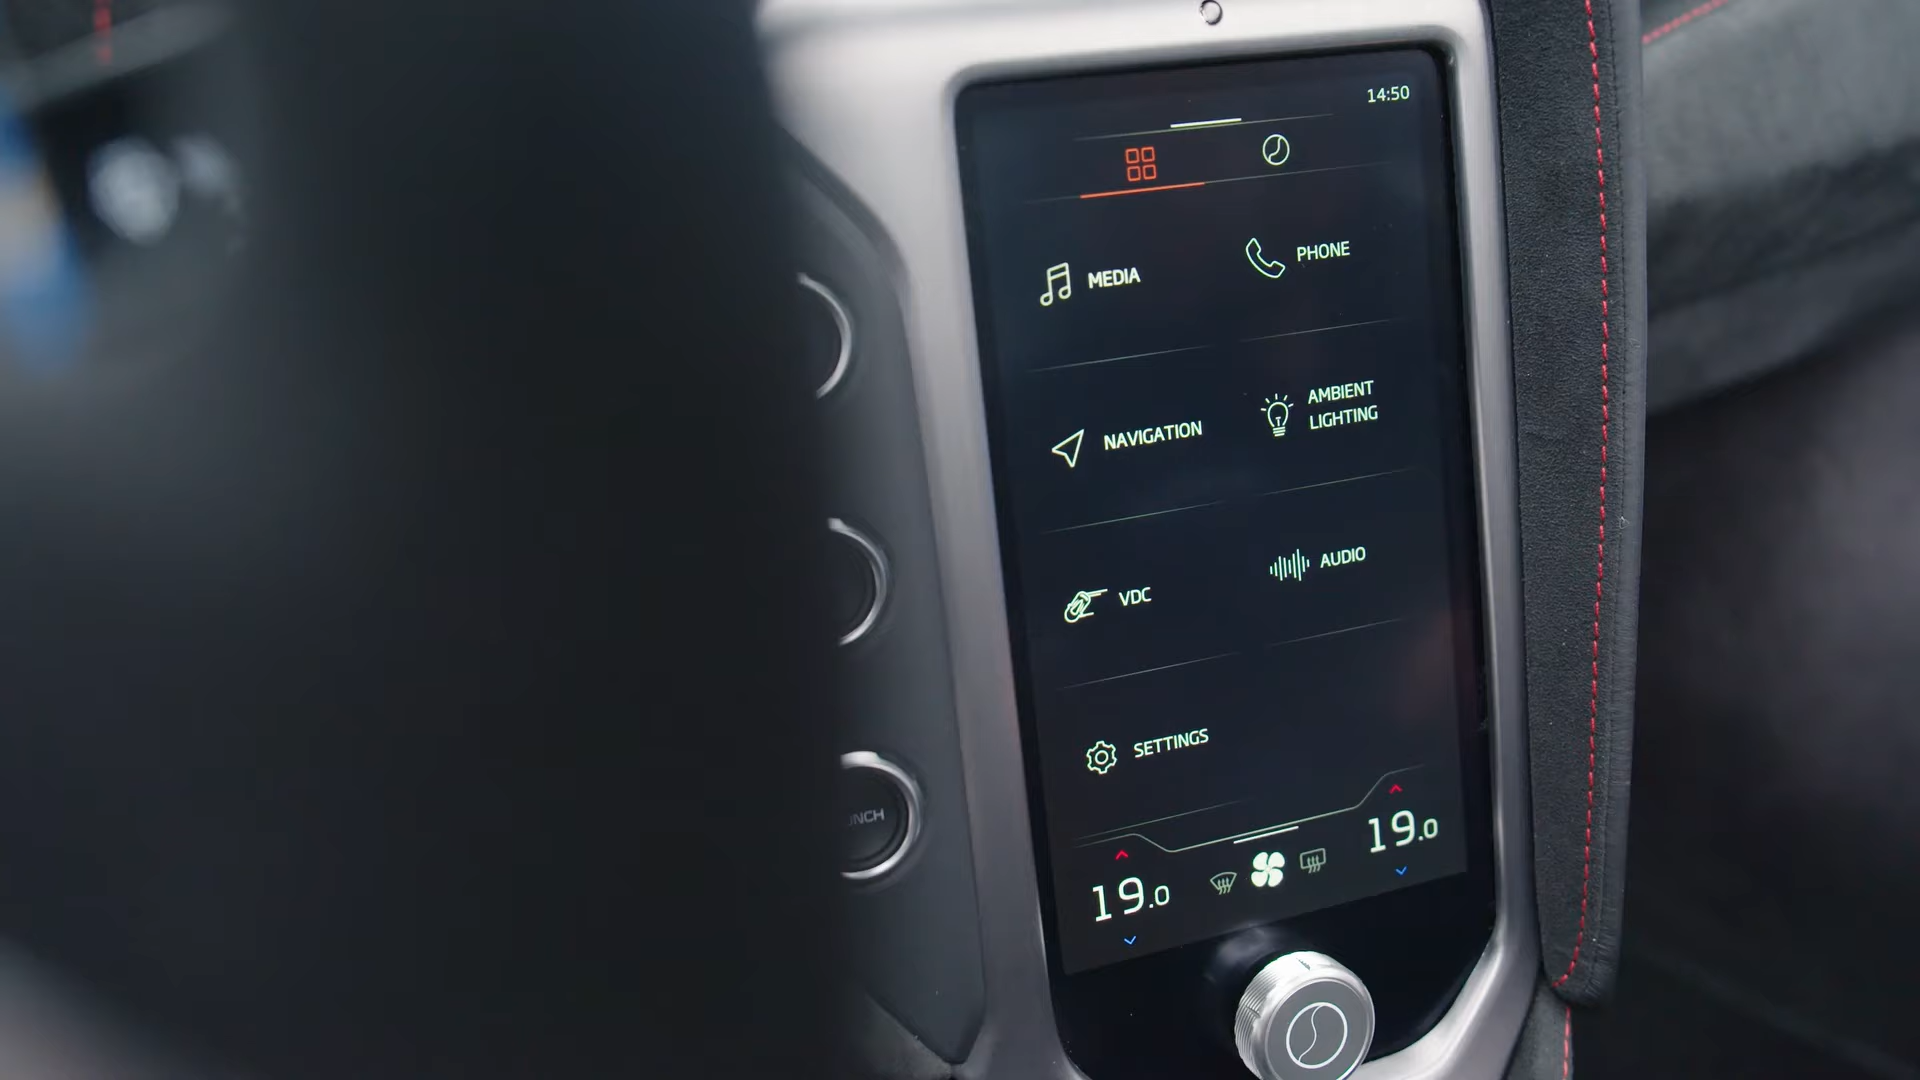 14:50
MEDIA
PHONE
NAVIGATION
AMBIENT
LIGHTING
VDC
AUDIO
SETTINGS
19.0
19.0